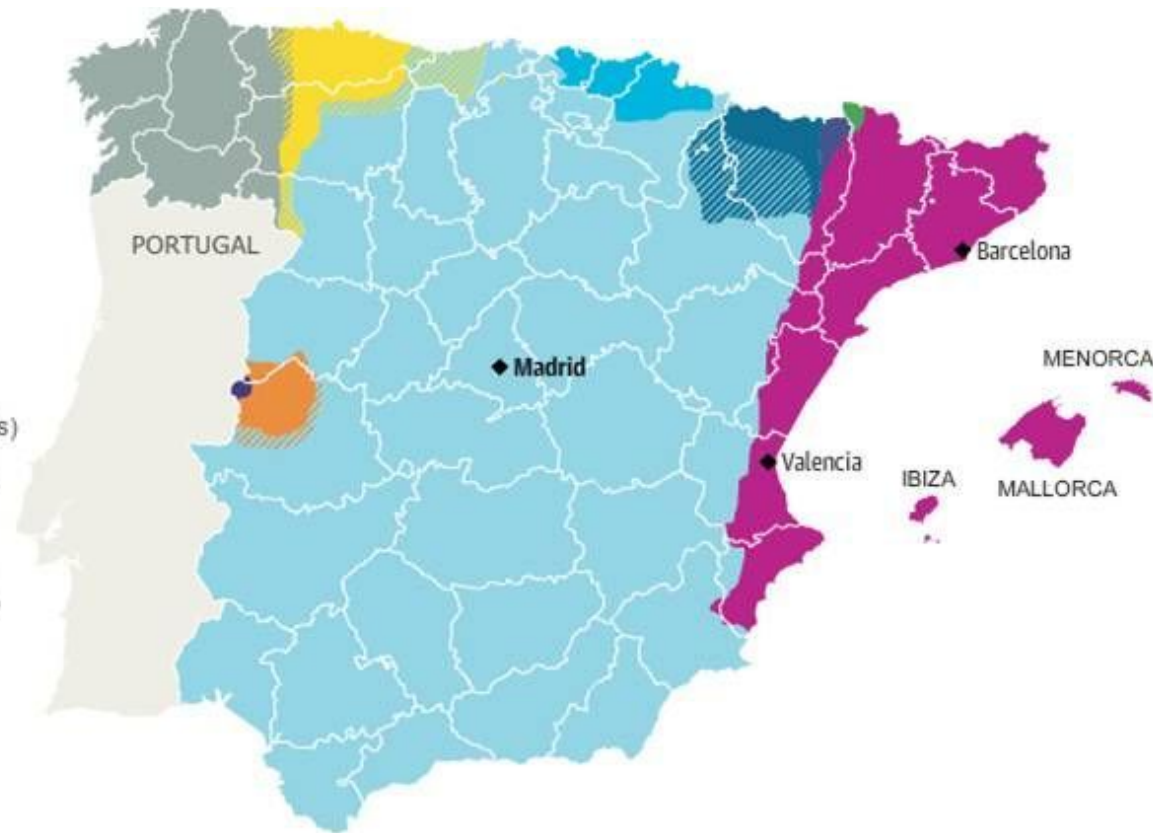 PORTUGAL
Barcelona
Madrid
MENORCA
s)
Valencia
IBIZA
MALLORCA
)